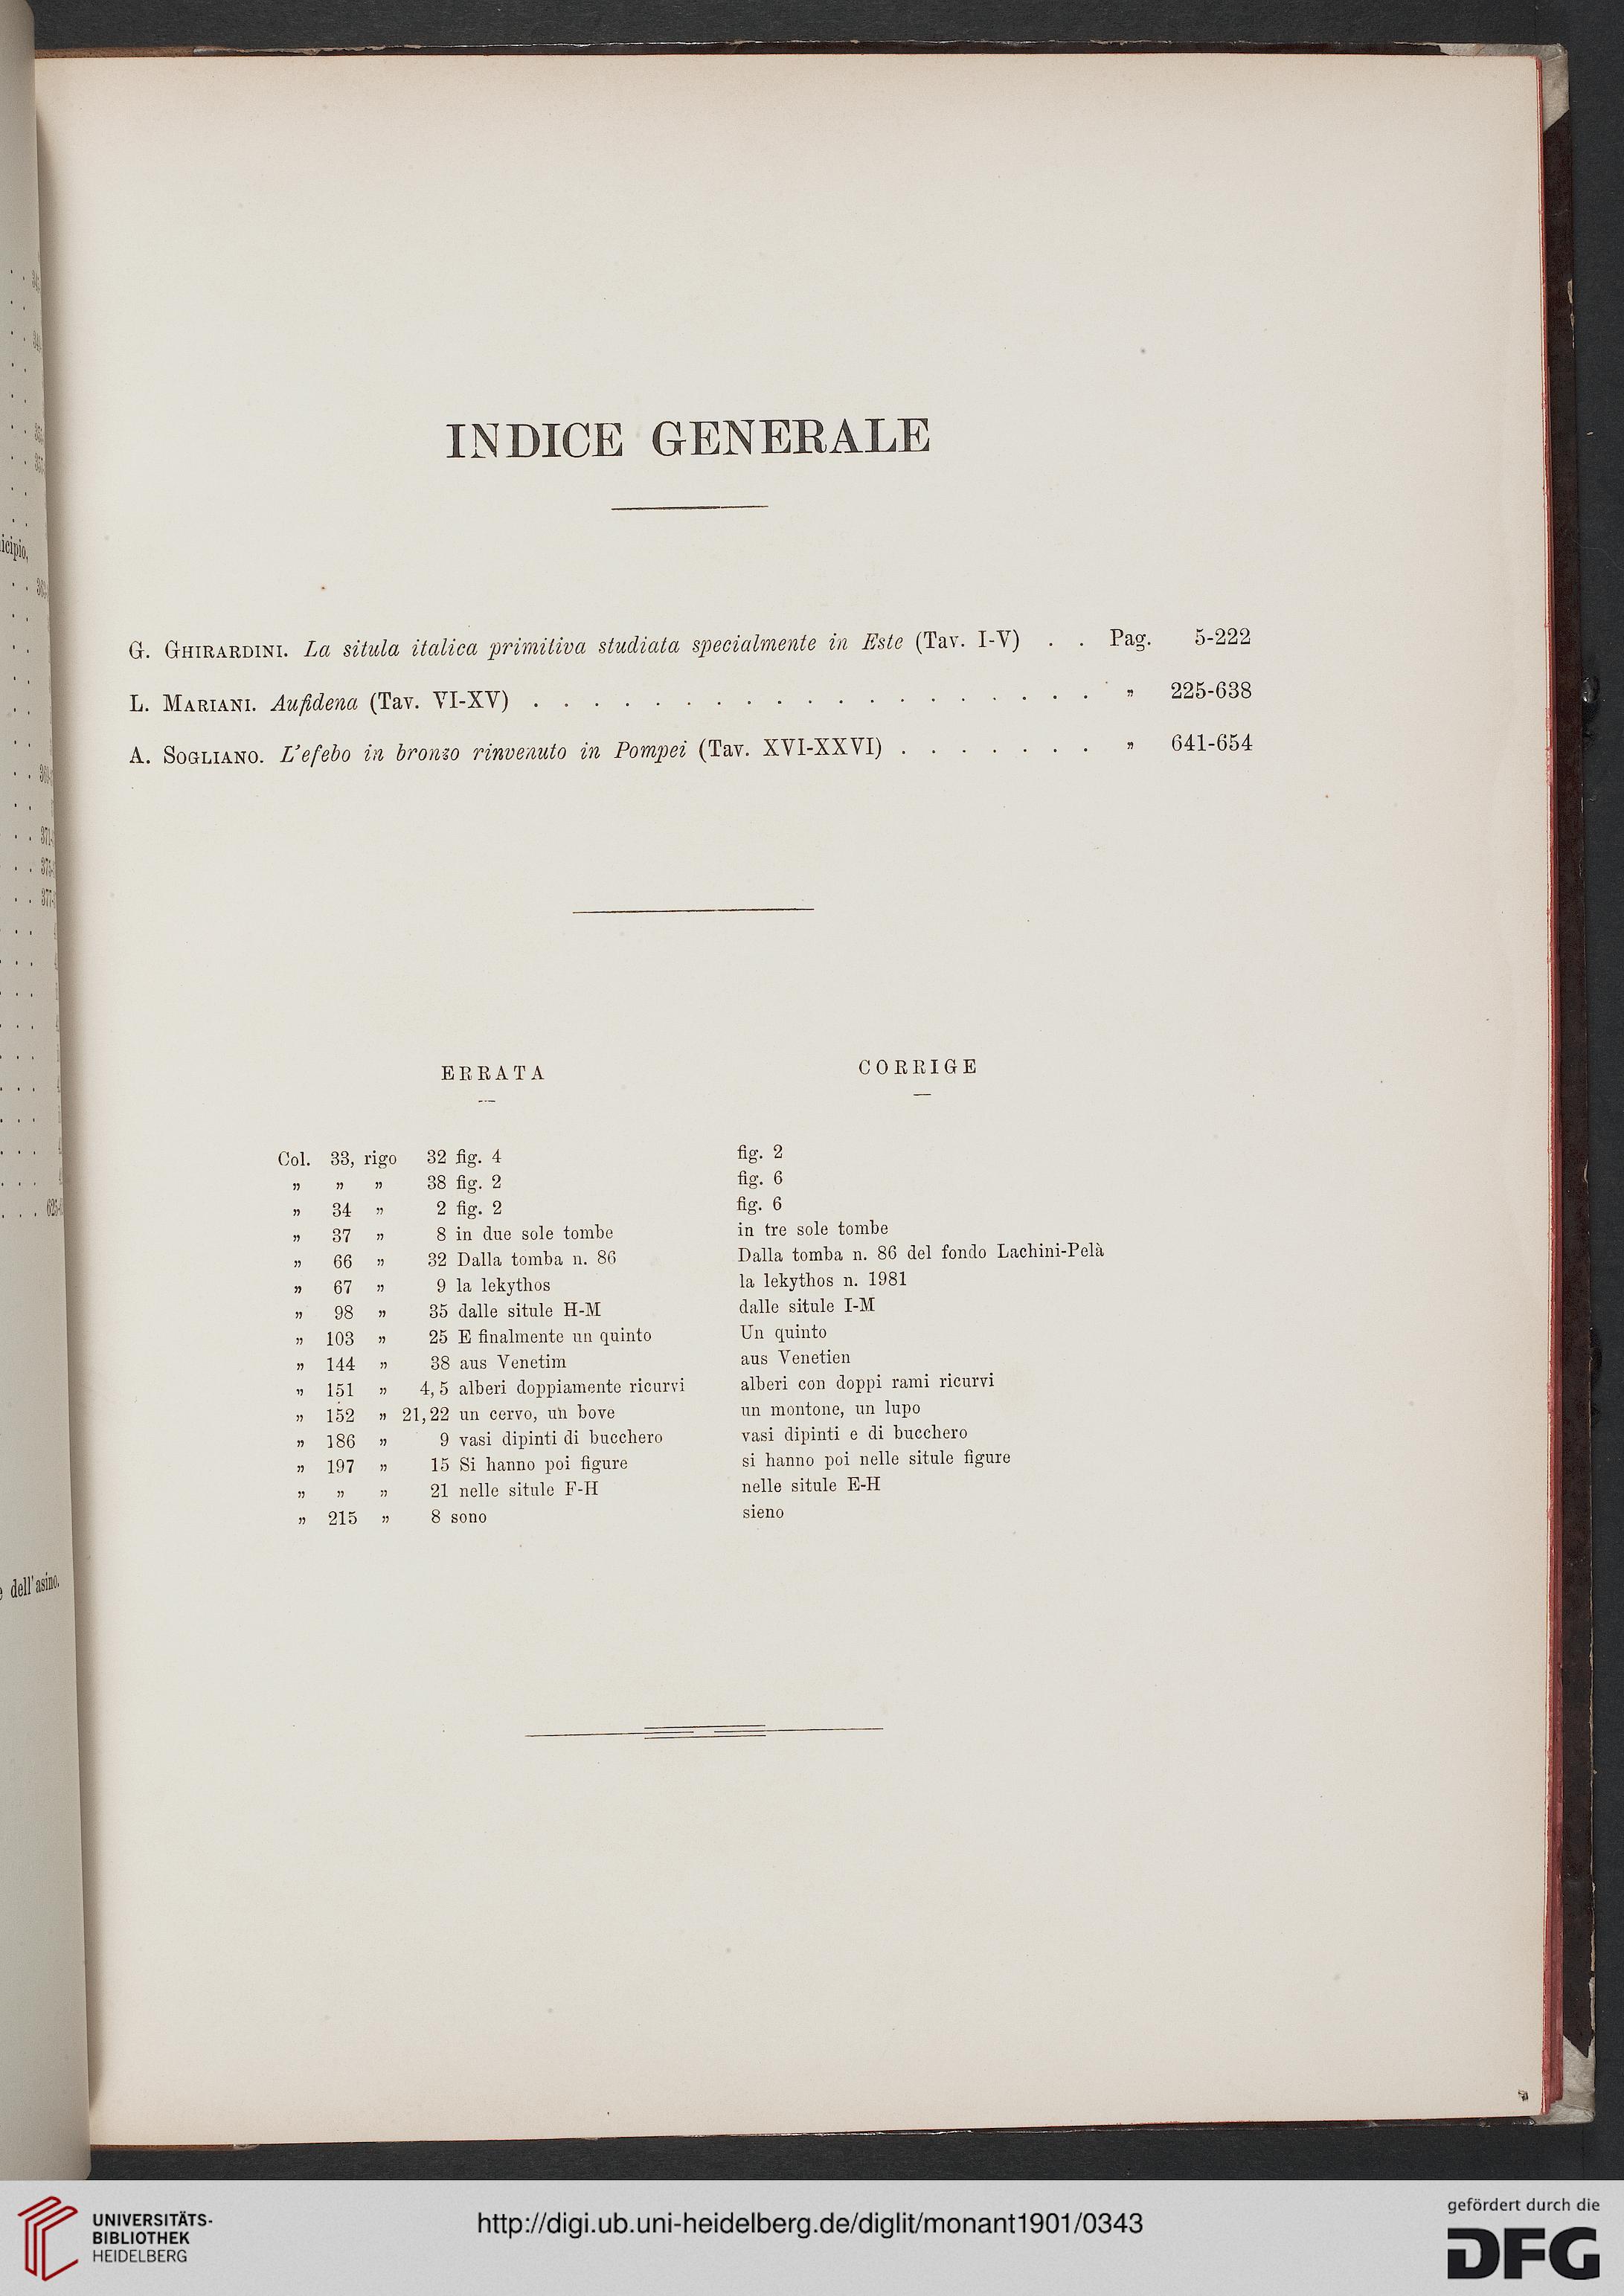 INDICE GENERALE
G. GHIRARDINI. La situla italica primitiva studiata specialmente in Este (Tav. I-V) . . Pag. 5-222
L. MARIANI. Aufidena (Tav. VI-XV) . . . . . . . . . . . . . . . . . . . " 225-638
A. SOGLIANO. L'efebo in bronzo rinvenuto in Pompei (Tav. XVI-XXVI) . . . . . . . " 641-654
ERRATA CORRIGE
Col. 33, rigo 32 fig. 4 fig. 2
" " " 38 fig. 2 fig. 6
" 34 " 2 fig. 2 fig. 6
" 37 " 8 in due sole tombe in tre sole tombe
" 66 " 32 Dalla tomba n. 86 Dalla tomba n. 86 del fondo Lachini-Pelà
" 67 " 9 la lekythos la lekythos n. 1981
" 98 " 35 dalle situle H-M dalle situle I-M
" 103 " 25 E finalmente un quinto Un quinto
" 144 " 38 aus Venetim aus Venetien
" 151 " 4,5 alberi doppiamente ricurvi alberi con doppi rami ricurvi
" 152 " 21,22 un cervo, un bove un montone, un lupo
" 186 " 9 vasi dipinti di bucchero vasi dipinti e di bucchero
" 197 " 15 Si hanno poi figure si hanno poi nelle situle figure
" " " 21 nelle situle F-H nelle situle E-H
" 215 " 8 sono sieno
dell'asino.
UNIVERSITÄTS-
BIBLIOTHEK
HEIDELBERG
http://digi.ub.uni-heidelberg.de/diglit/monant1901/0343
gefördert durch die
DFG